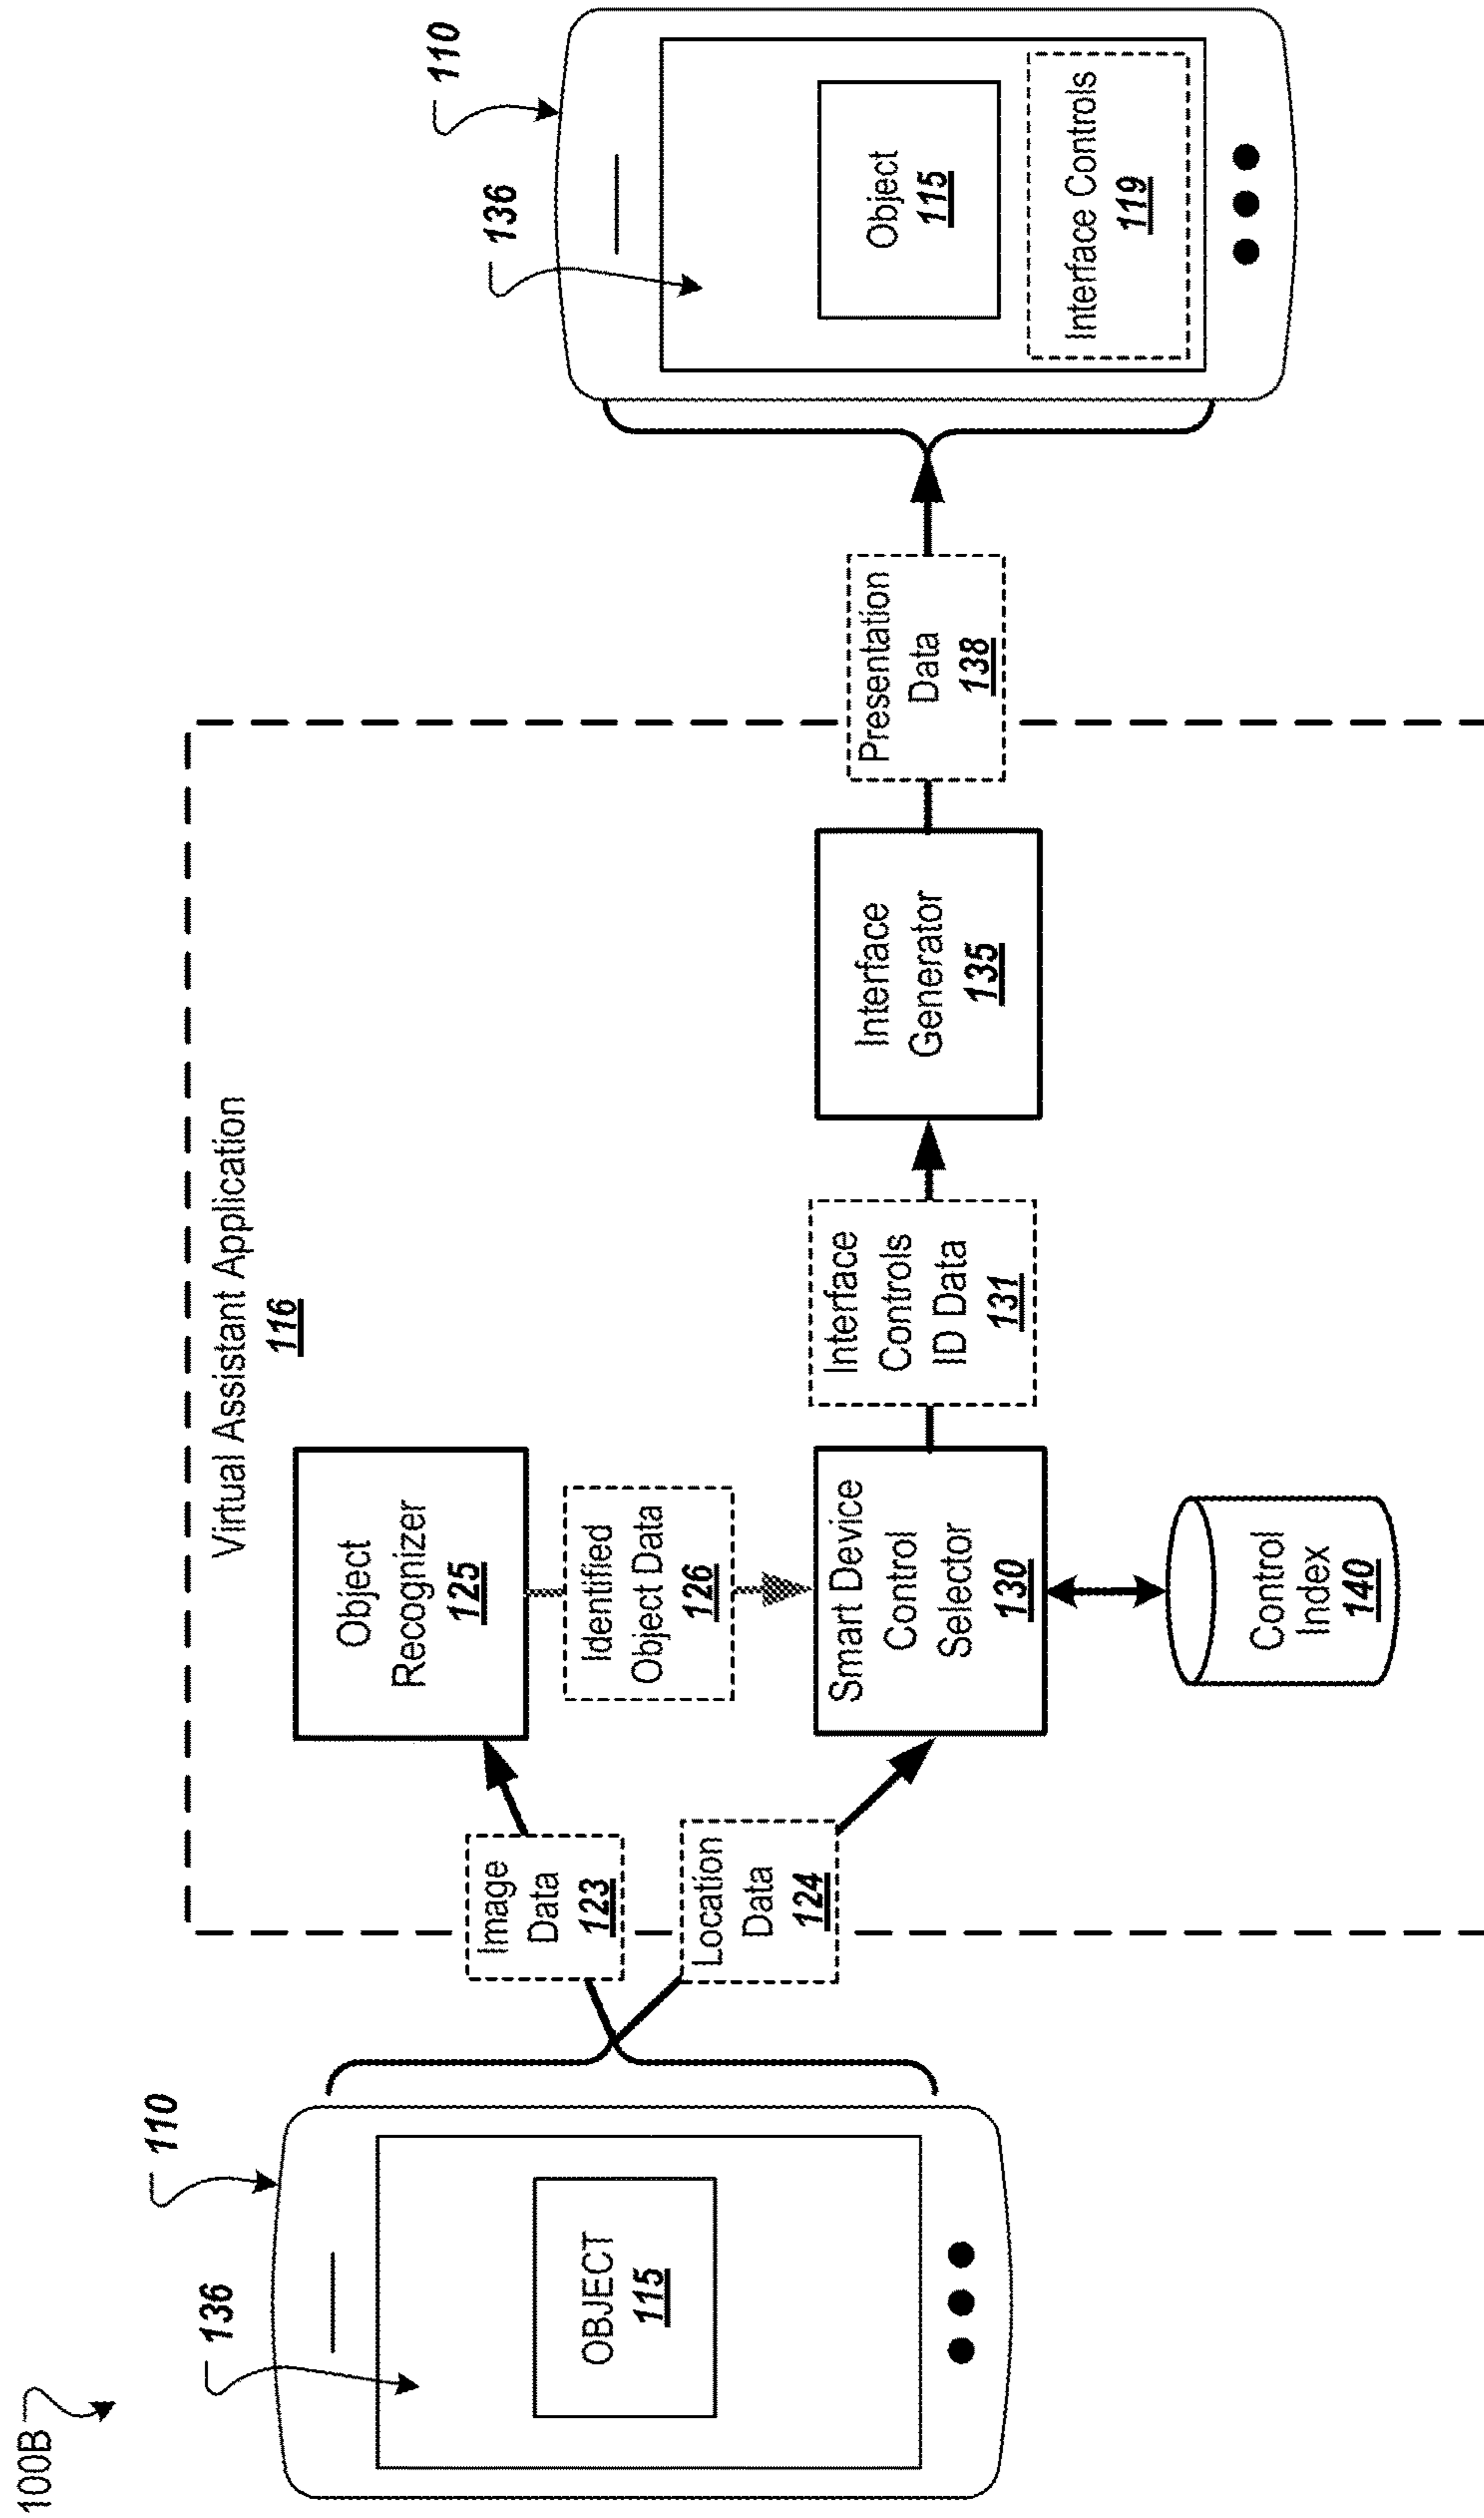 100B
136
110
OBJECT
115
Image
Data
123
Location
Data
124
Virtual Assistant Application
116
Object
Recognizer
125
Identified
Object Data
126
Smart Device
Control
Selector
130
Control
Index
140
Interface
Controls
ID Data
131
Interface
Generator
135
Presentation
Data
138
136
110
Object
115
Interface Controls
119